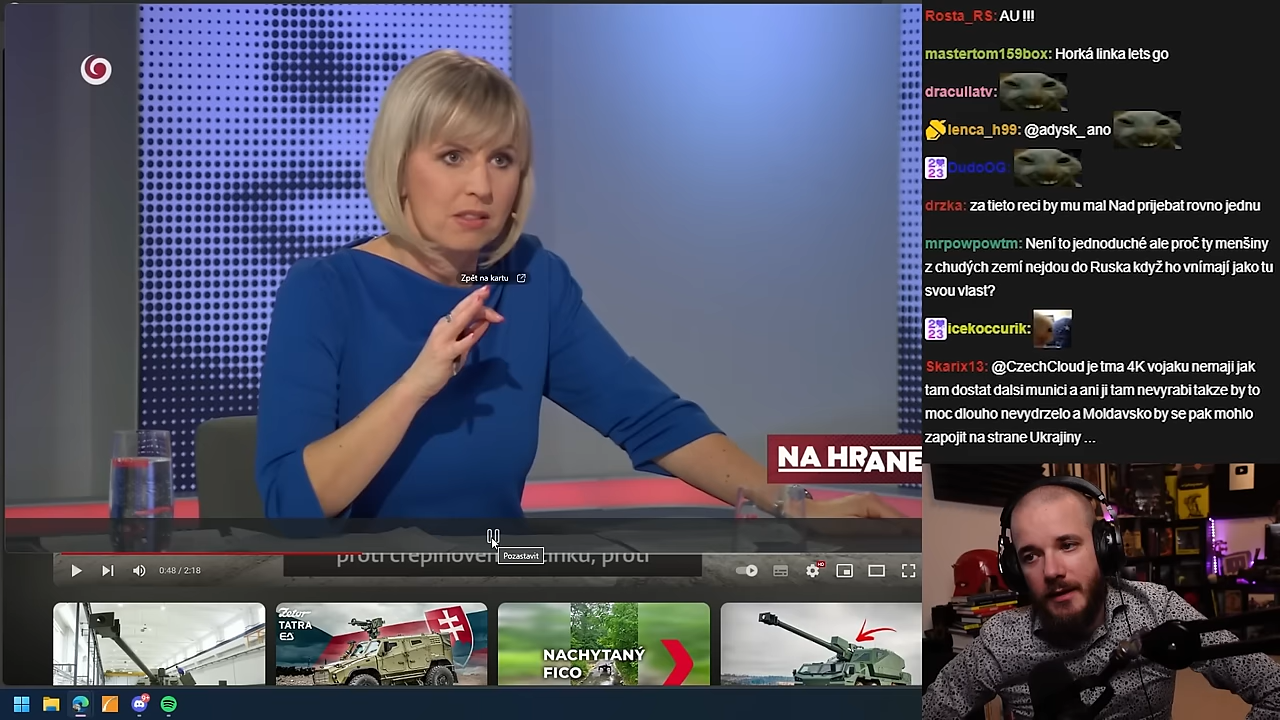 Rosta_RS: AU !!!
mastertom159box: Horká linka lets go
dracullatv:
lenca_h99: @adysk_ano
DudoOG:
drzka: za tieto reci by mu mal Nad prijebat rovno jednu
mrpowpowtm: Není to jednoduché ale proč ty menšiny
z chudých zemí nejdou do Ruska když ho vnímají jako tu
svou vlast?
icekoccurik:
Skarix13: @CzechCloud je tma 4K vojaku nemaji jak
tam dostat dalsi munici a ani ji tam nevyrabi takze by to
moc dlouho nevydrzelo a Moldavsko by se pak mohlo
zapojit na strane Ukrajiny ...
Zpět na kartu
NA HRANE
Pozastavit
0:48 / 2:18
HD
Zetor
TATRA
NACHYTANÝ
FICO